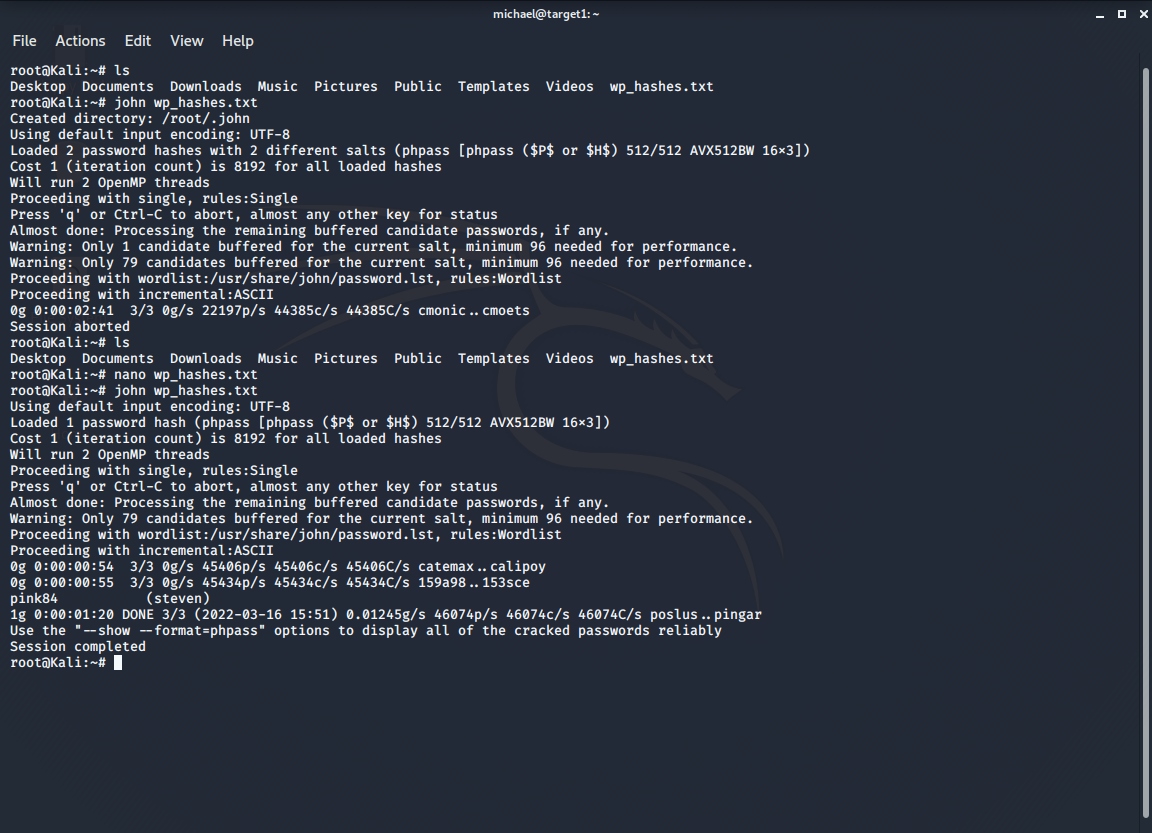 michael@target1: ~
File Actions Edit View Help
root@Kali:~# ls
Desktop  Documents  Downloads  Music  Pictures  Public  Templates  Videos  wp_hashes.txt
root@Kali:~# john wp_hashes.txt
Created directory: /root/.john
Using default input encoding: UTF-8
Loaded 2 password hashes with 2 different salts (phpass [phpass ($P$ or $H$) 512/512 AVX512BW 16×3])
Cost 1 (iteration count) is 8192 for all loaded hashes
Will run 2 OpenMP threads
Proceeding with single, rules:Single
Press 'q' or Ctrl-C to abort, almost any other key for status
Almost done: Processing the remaining buffered candidate passwords, if any.
Warning: Only 1 candidate buffered for the current salt, minimum 96 needed for performance.
Warning: Only 79 candidates buffered for the current salt, minimum 96 needed for performance.
Proceeding with wordlist:/usr/share/john/password.lst, rules:Wordlist
Proceeding with incremental:ASCII
0g 0:00:02:41  3/3 0g/s 22197p/s 44385c/s 44385C/s cmonic..cmoets
Session aborted
root@Kali:~# ls
Desktop  Documents  Downloads  Music  Pictures  Public  Templates  Videos  wp_hashes.txt
root@Kali:~# nano wp_hashes.txt
root@Kali:~# john wp_hashes.txt
Using default input encoding: UTF-8
Loaded 1 password hash (phpass [phpass ($P$ or $H$) 512/512 AVX512BW 16×3])
Cost 1 (iteration count) is 8192 for all loaded hashes
Will run 2 OpenMP threads
Proceeding with single, rules:Single
Press 'q' or Ctrl-C to abort, almost any other key for status
Almost done: Processing the remaining buffered candidate passwords, if any.
Warning: Only 79 candidates buffered for the current salt, minimum 96 needed for performance.
Proceeding with wordlist:/usr/share/john/password.lst, rules:Wordlist
Proceeding with incremental:ASCII
0g 0:00:00:54  3/3 0g/s 45406p/s 45406c/s 45406C/s catemax..calipoy
0g 0:00:00:55  3/3 0g/s 45434p/s 45434c/s 45434C/s 159a98..153sce
pink84           (steven)
1g 0:00:01:20 DONE 3/3 (2022-03-16 15:51) 0.01245g/s 46074p/s 46074c/s 46074C/s poslus..pingar
Use the "--show --format=phpass" options to display all of the cracked passwords reliably
Session completed
root@Kali:~#